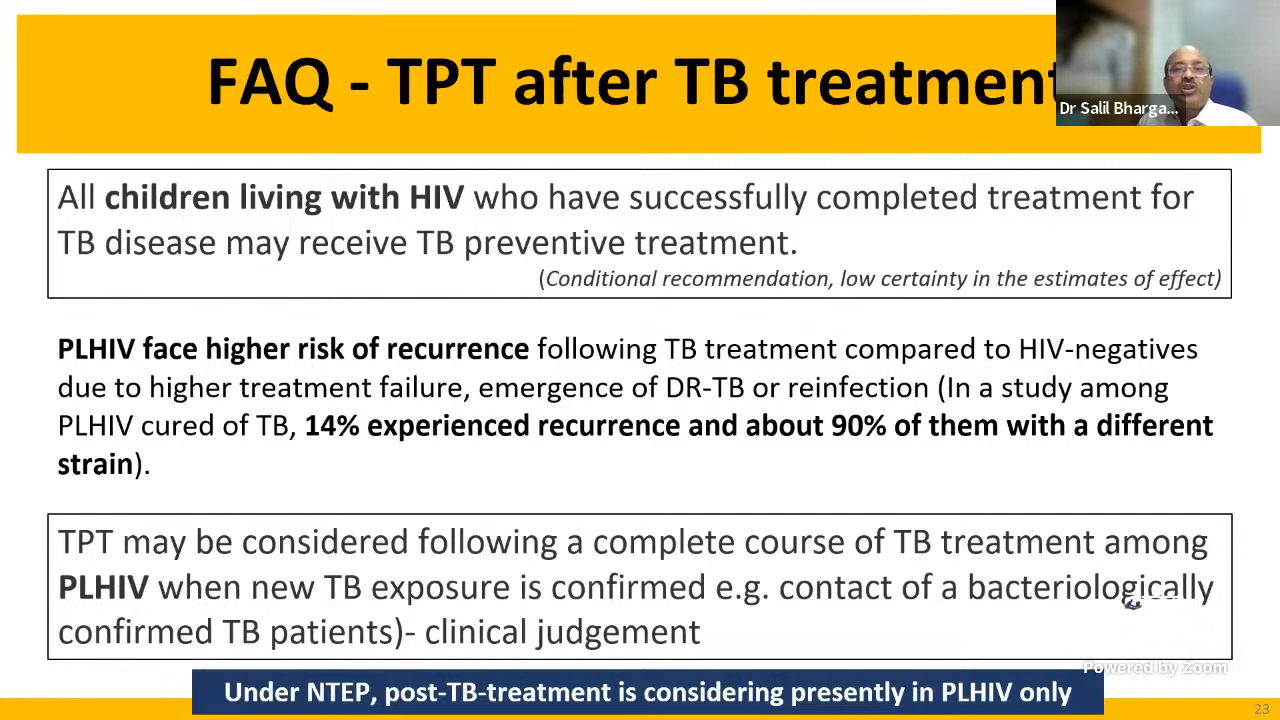 FAQ - TPT after TB treatment
Dr Salil Bharga...
All children living with HIV who have successfully completed treatment for
TB disease may receive TB preventive treatment.
(Conditional recommendation, low certainty in the estimates of effect)
PLHIV face higher risk of recurrence following TB treatment compared to HIV-negatives
due to higher treatment failure, emergence of DR-TB or reinfection (In a study among
PLHIV cured of TB, 14% experienced recurrence and about 90% of them with a different
strain).
TPT may be considered following a complete course of TB treatment among
PLHIV when new TB exposure is confirmed e.g. contact of a bacteriologically
confirmed TB patients)- clinical judgement
Powered by Zoom
Under NTEP, post-TB-treatment is considering presently in PLHIV only
23